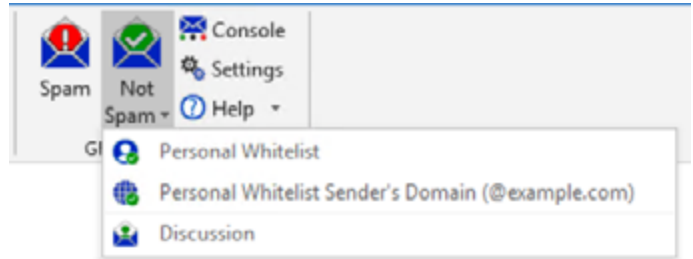 Spam
Not
Spam
Console
Settings
Help
Personal Whitelist
Personal Whitelist Sender's Domain (@example.com)
Discussion